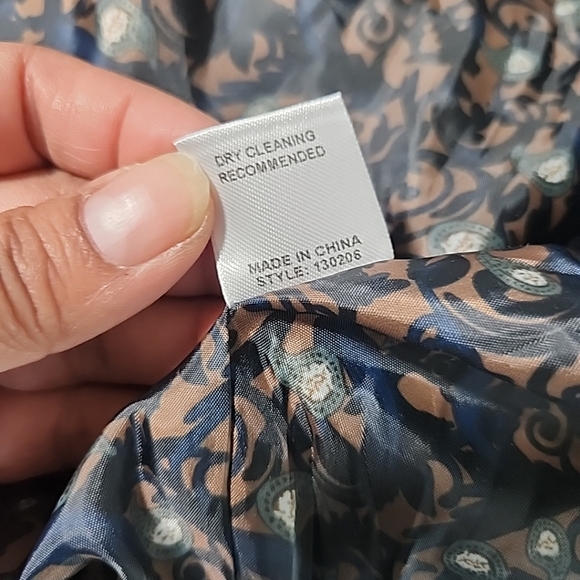 DRY CLEANING
RECOMMENDED
MADE IN CHINA
STYLE: 130206